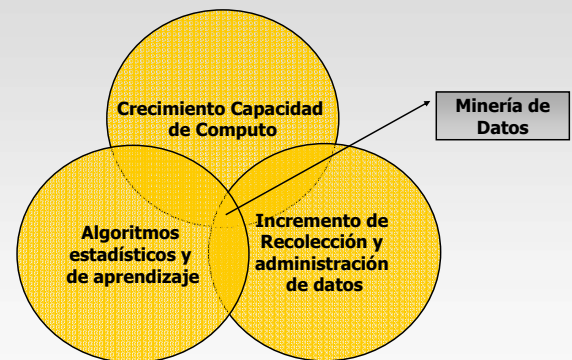 Crecimiento Capacidad
de Computo
Minería de
Datos
Algoritmos
estadísticos y
de aprendizaje
Incremento de
Recolección y
administración
de datos